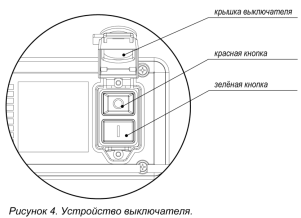 крышка выключателя
красная кнопка
зелёная кнопка
Рисунок 4. Устройство выключателя.